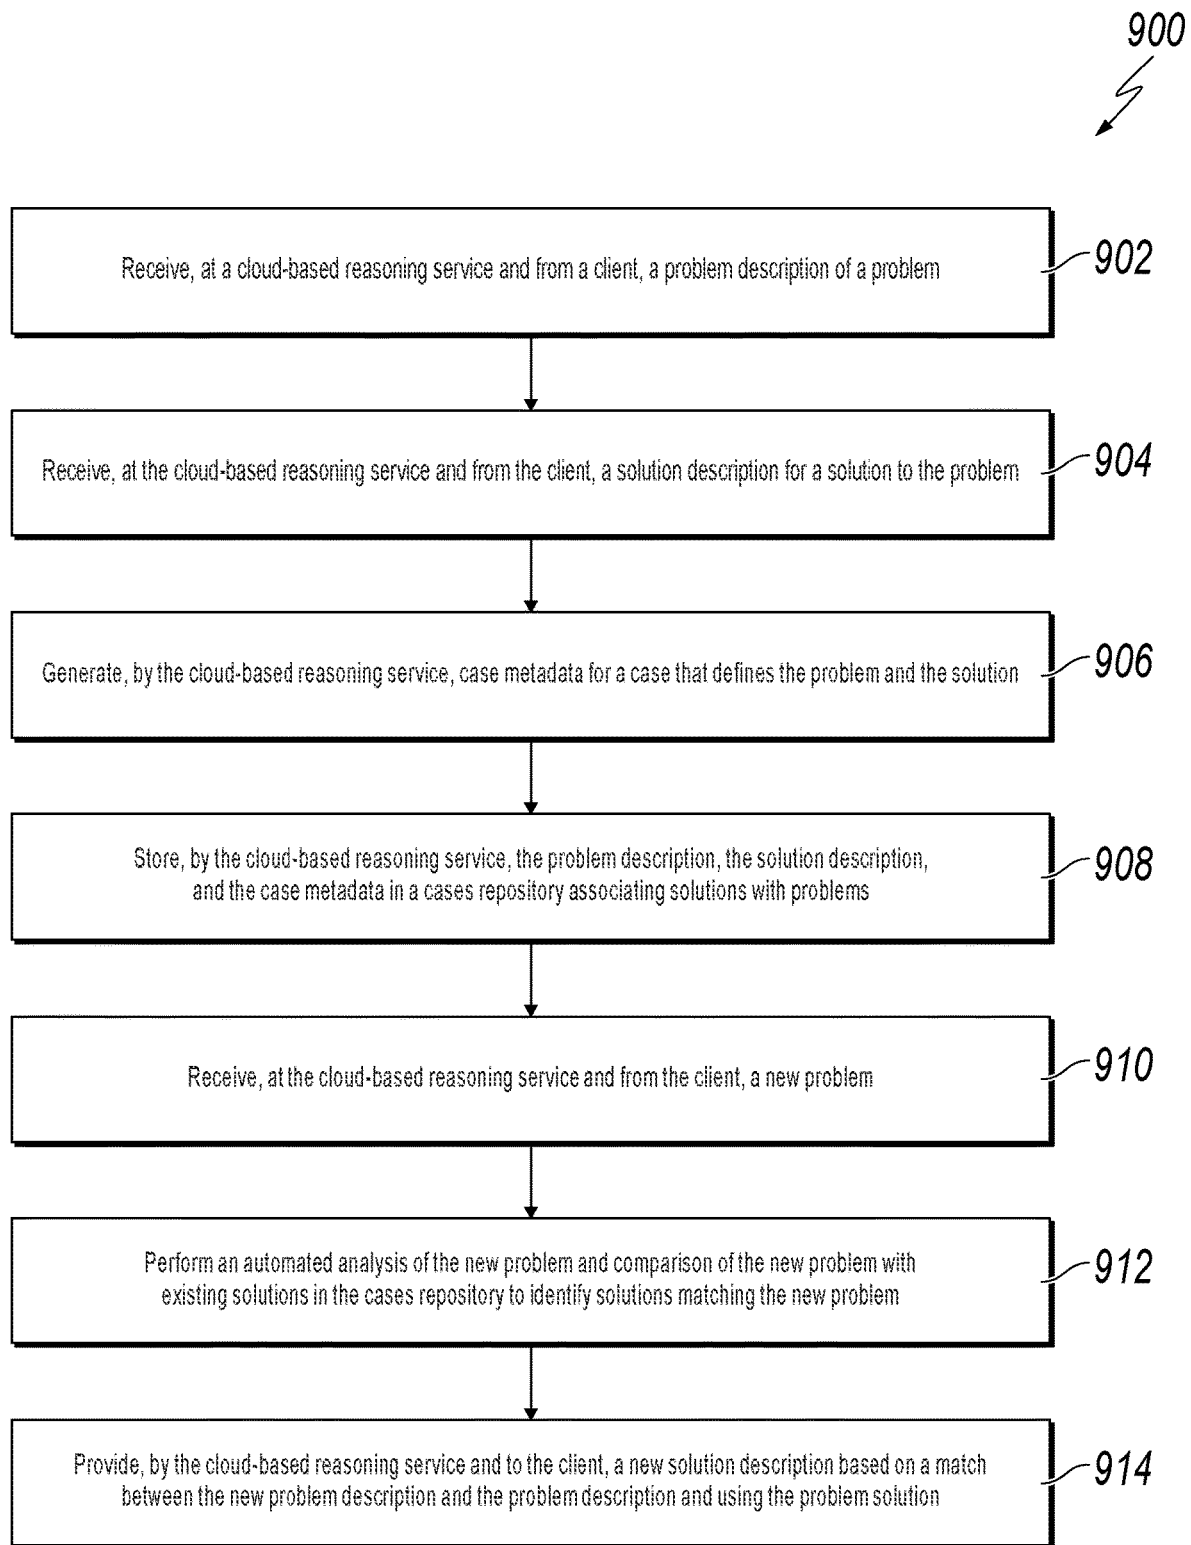 900
Receive, at a cloud-based reasoning service and from a client, a problem description of a problem
902
Receive, at the cloud-based reasoning service and from the client, a solution description for a solution to the problem
904
Generate, by the cloud-based reasoning service, case metadata for a case that defines the problem and the solution
906
Store, by the cloud-based reasoning service, the problem description, the solution description,
and the case metadata in a cases repository associating solutions with problems
908
Receive, at the cloud-based reasoning service and from the client, a new problem
910
Perform an automated analysis of the new problem and comparison of the new problem with
existing solutions in the cases repository to identify solutions matching the new problem
912
Provide, by the cloud-based reasoning service and to the client, a new solution description based on a match
between the new problem description and the problem description and using the problem solution
914